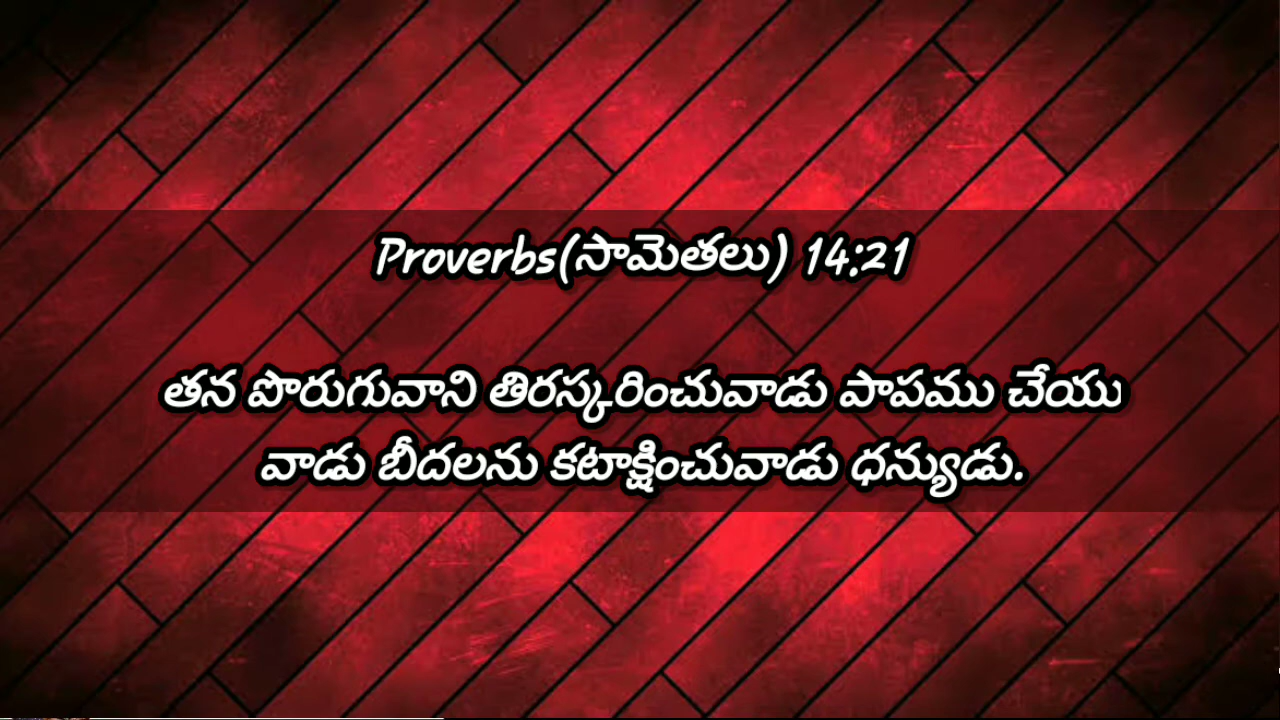 Proverbs(సామెతలు) 14:21
తన పొరుగువాని తిరస్కరించువాడు పాపము చేయు
వాడు బీదలను కటాక్షించువాడు ధన్యుడు.